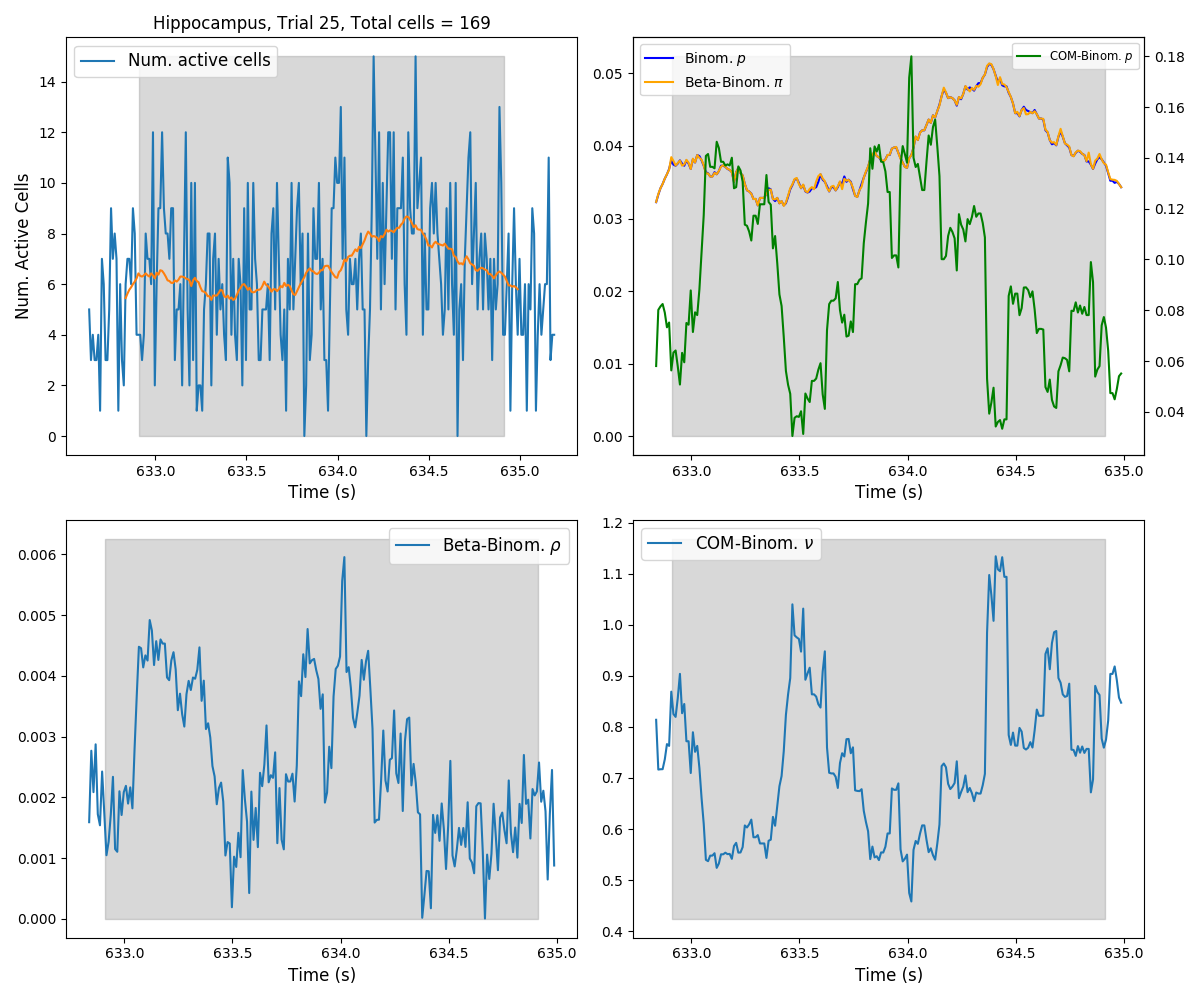 Hippocampus, Trial 25, Total cells = 169
Num. active cells
Num. Active Cells
14
12
10
8
6
4
2
0
633.0 633.5 634.0 634.5 635.0
Time (s)
Binom. p
Beta-Binom. π
COM-Binom. p
0.05
0.04
0.03
0.02
0.01
0.00
0.18
0.16
0.14
0.12
0.10
0.08
0.06
0.04
633.0 633.5 634.0 634.5 635.0
Time (s)
Beta-Binom. ρ
0.006
0.005
0.004
0.003
0.002
0.001
0.000
633.0 633.5 634.0 634.5 635.0
Time (s)
COM-Binom. ν
1.2
1.1
1.0
0.9
0.8
0.7
0.6
0.5
0.4
633.0 633.5 634.0 634.5 635.0
Time (s)